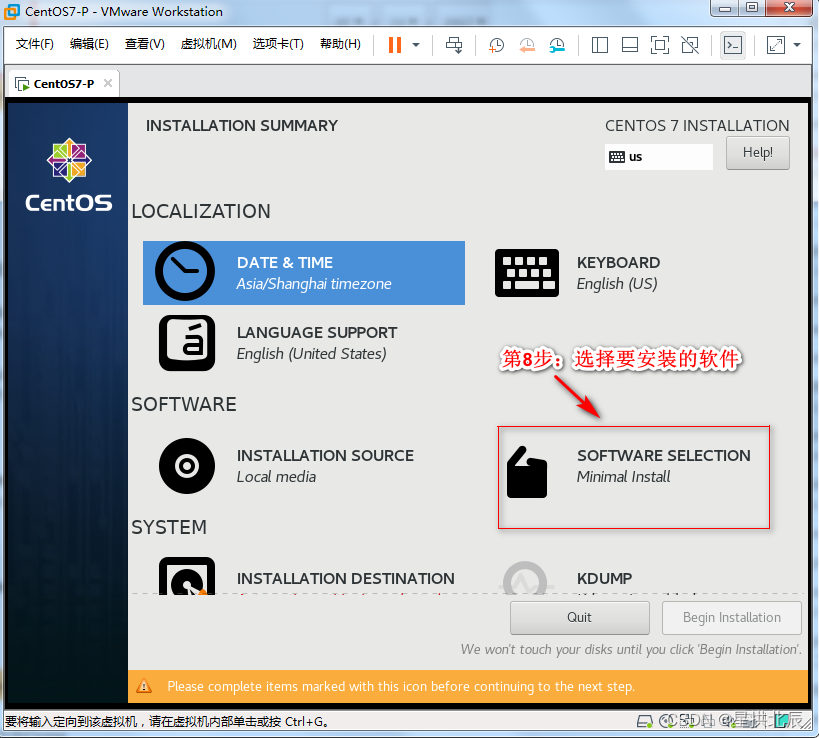 CentOS7-P - VMware Workstation
文件(F) 编辑(E) 查看(V) 虚拟机(M) 选项卡(T) 帮助(H)
CentOS7-P
INSTALLATION SUMMARY
CENTOS 7 INSTALLATION
us
Help!
CentOS
LOCALIZATION
DATE & TIME
Asia/Shanghai timezone
KEYBOARD
English (US)
LANGUAGE SUPPORT
English (United States)
第8步：选择要安装的软件
SOFTWARE
INSTALLATION SOURCE
Local media
SOFTWARE SELECTION
Minimal Install
SYSTEM
INSTALLATION DESTINATION
KDUMP
Quit
Begin Installation
We won't touch your disks until you click 'Begin Installation'.
Please complete items marked with this icon before continuing to the next step.
要将输入定向到该虚拟机，请在虚拟机内部单击或按 Ctrl+G。
CSDN @星拱北辰